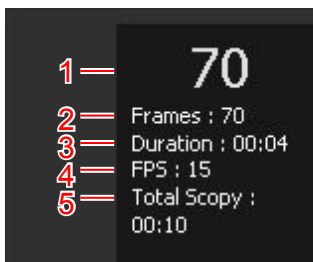 1 — 70
2 — Frames : 70
3 — Duration : 00:04
4 — FPS : 15
5 — Total Scopy :
00:10